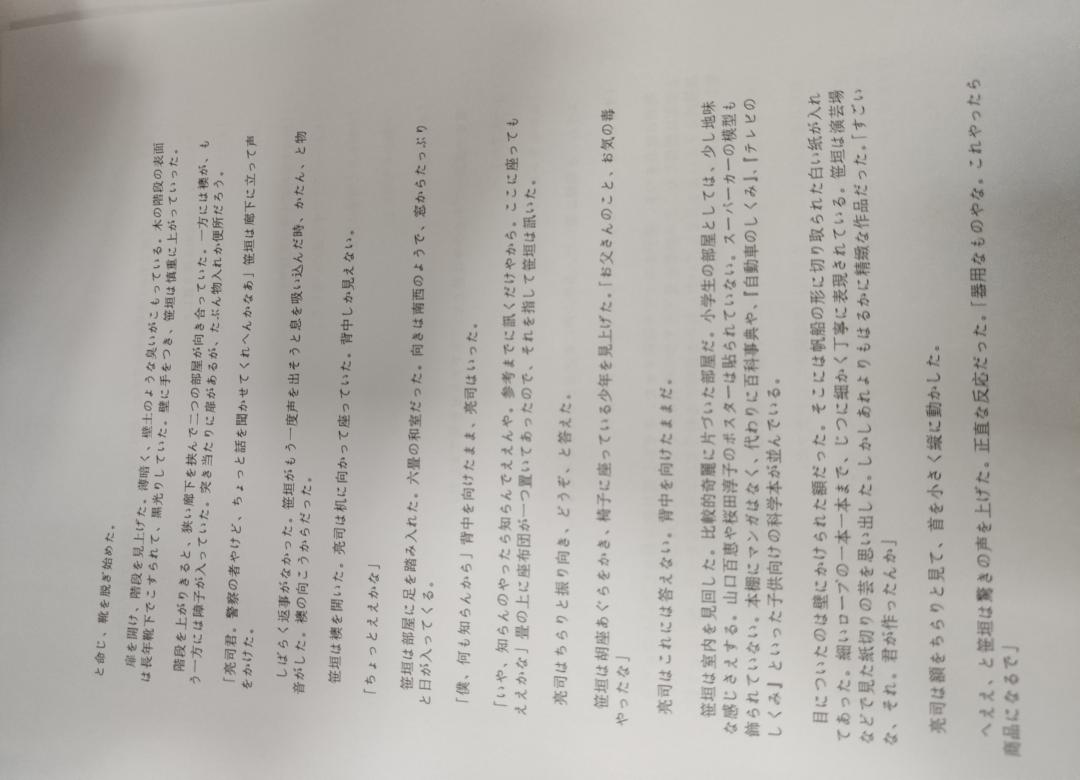 と命じ、靴を脱ぎ始めた。
扉を開け、階段を見上げた。薄暗く、壁土のような臭いがこもっている。木の階段の表面
は長年靴下でこすられて、黒光りしていた。壁に手をつき、笹垣は慎重に上がっていった。
階段を上がりきると、狭い廊下を挟んで二つの部屋が向き合っていた。一方には襖が、も
う一方には障子が入っていた。突き当たりに扉があるが、たぶん物入れか便所だろう。
「亮司君。警察の者やけど、ちょっと話を聞かせてくれへんかなあ」笹垣は廊下に立って声
をかけた。
しばらく返事がなかった。笹垣がもう一度声を出そうと息を吸い込んだ時、かたん、と物
音がした。襖の向こうからだった。
笹垣は襖を開いた。亮司は机に向かって座っていた。背中しか見えない。
「ちょっとええかな」
笹垣は部屋に足を踏み入れた。六畳の和室だった。向きは南西のようで、窓からたっぷり
と日が入ってくる。
「僕、何も知らんから」背中を向けたまま、亮司はいった。
「いや、知らんのやったら知らんでええんや。参考までに訊くだけやから。ここに座っても
ええかな」畳の上に座布団が一つ置いてあったので、それを指して笹垣は訊いた。
亮司はちらりと振り向き、どうぞ、と答えた。
笹垣は胡座あぐらをかき、椅子に座っている少年を見上げた。「お父さんのこと、お気の毒
やったな」
亮司はこれには答えない。背中を向けたままだ。
笹垣は室内を見回した。比較的奇麗に片づいた部屋だ。小学生の部屋としては、少し地味
な感じさえする。山口百恵や桜田淳子のポスターは貼られていない。スーパーカーの模型も
飾られていない。本棚にマンガはなく、代わりに百科事典や、『自動車のしくみ』、『テレビの
しくみ』といった子供向けの科学本が並んでいる。
目についたのは壁にかけられた額だった。そこには帆船の形に切り取られた白い紙が入れ
てあった。細いロープの一本一本まで、じつに細かく丁寧に表現されている。笹垣は演芸場
などで見た紙切りの芸を思い出した。しかしあれよりもはるかに精緻な作品だった。「すごい
な、それ。君が作ったんか」
亮司は額をちらりと見て、首を小さく縦に動かした。
へええ、と笹垣は驚きの声を上げた。正直な反応だった。「器用なものやな。これやったら
商品になるで」